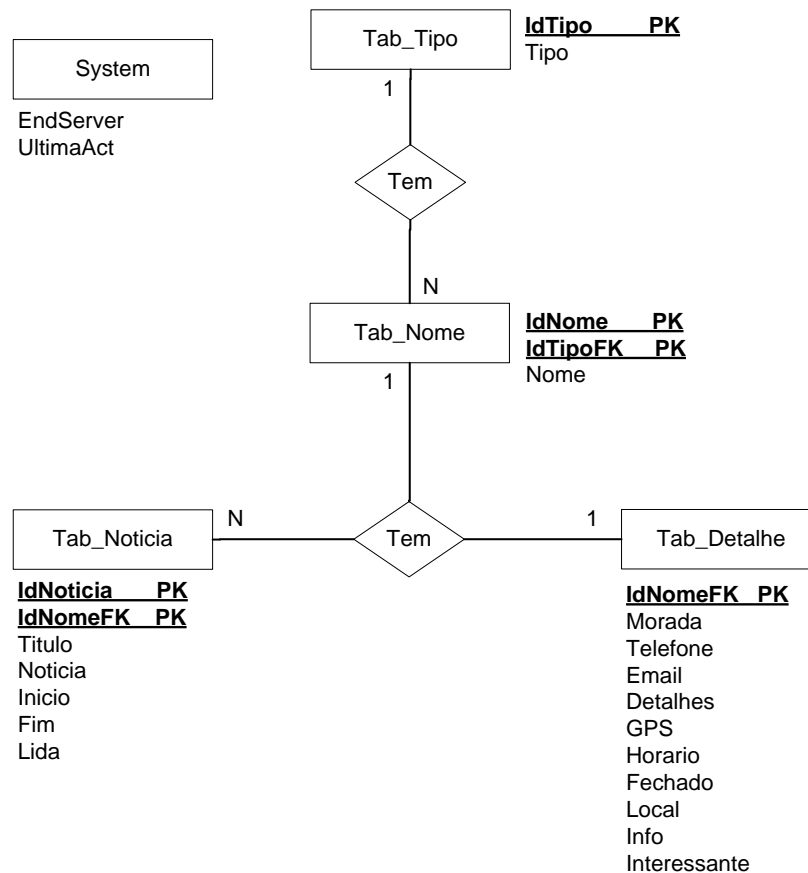 Tab_Tipo
IdTipo PK
Tipo
System
EndServer
UltimaAct
1
Tem
N
Tab_Nome
IdNome PK
IdTipoFK PK
Nome
1
Tab_Noticia
N
Tem
1
Tab_Detalhe
IdNoticia PK
IdNomeFK PK
Titulo
Noticia
Inicio
Fim
Lida
IdNomeFK PK
Morada
Telefone
Email
Detalhes
GPS
Horario
Fechado
Local
Info
Interessante